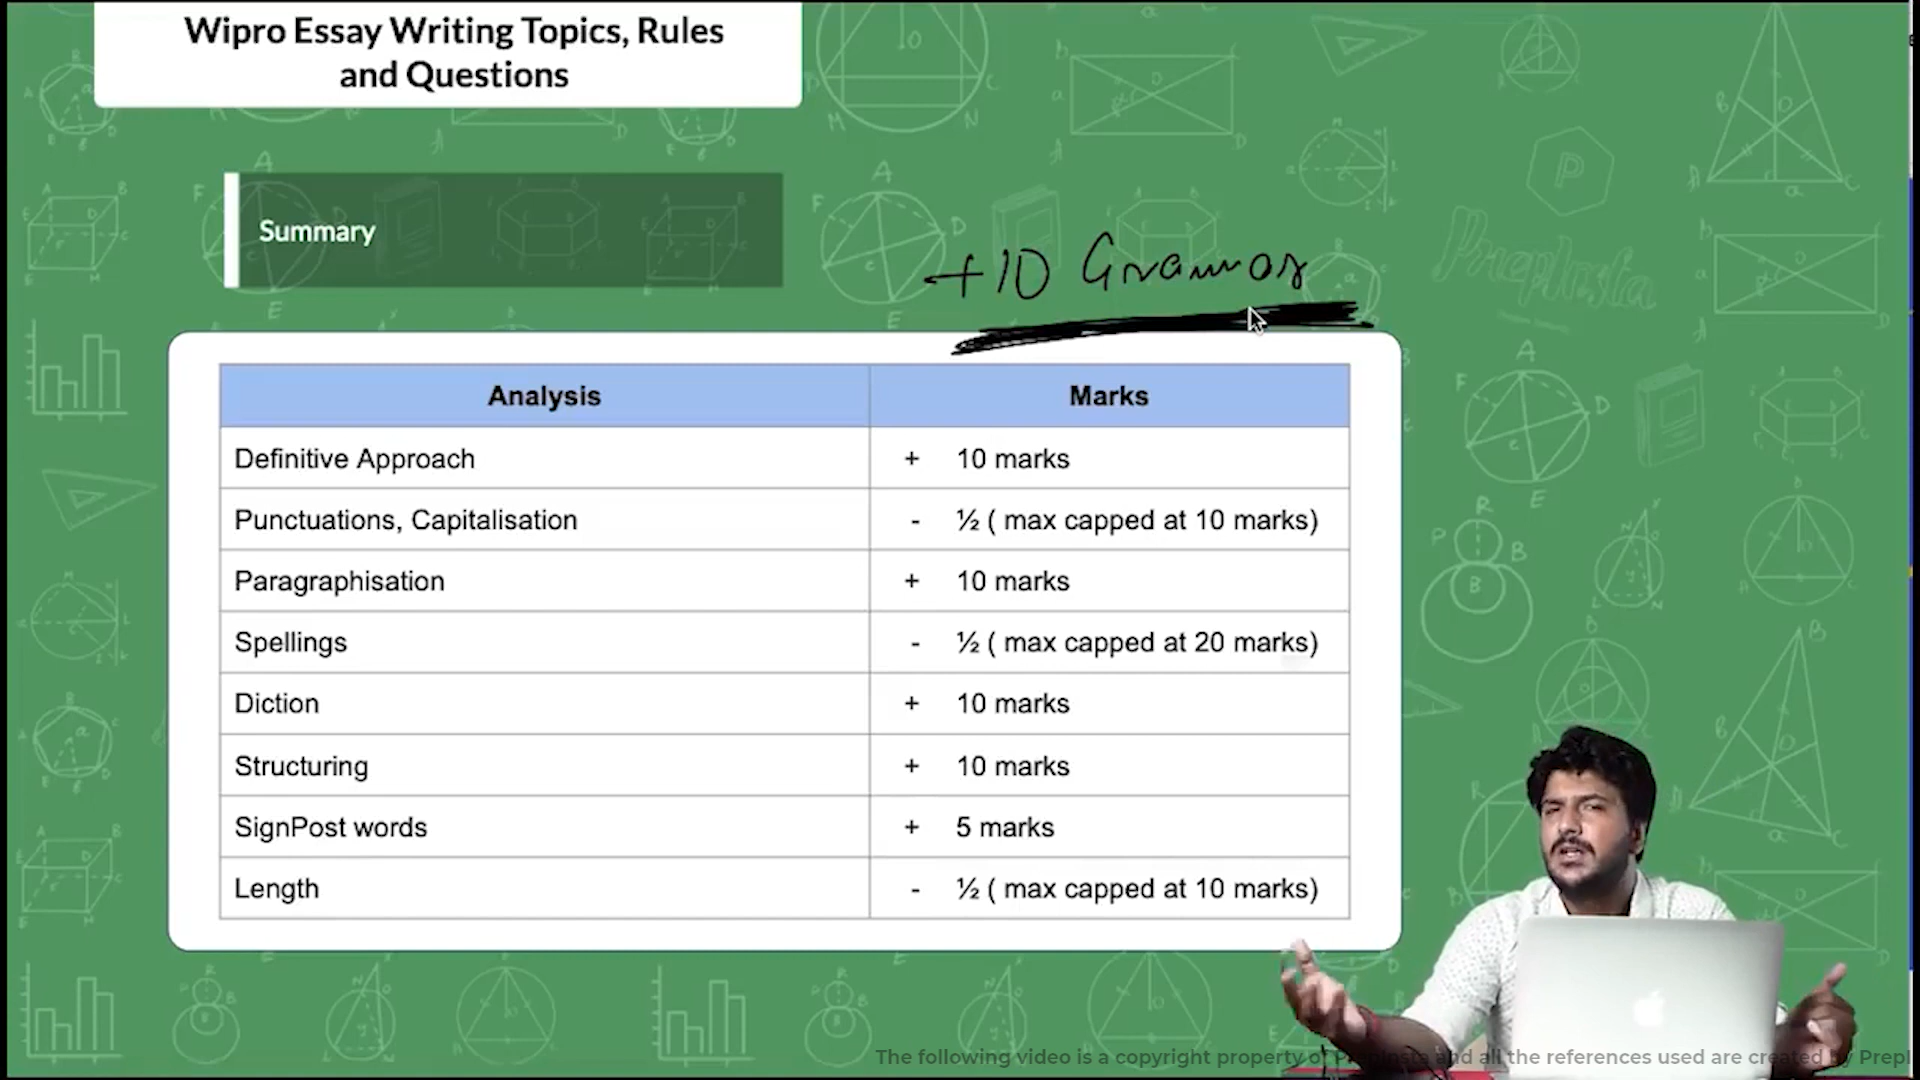 Wipro Essay Writing Topics, Rules
and Questions
Summary
+10 Grammar
Analysis Marks
Definitive Approach + 10 marks
Punctuations, Capitalisation - ½ ( max capped at 10 marks)
Paragraphisation + 10 marks
Spellings - ½ ( max capped at 20 marks)
Diction + 10 marks
Structuring + 10 marks
SignPost words + 5 marks
Length - ½ ( max capped at 10 marks)
PrepInsta
The following video is a copyright property of PrepInsta and all the references used are created by Prep